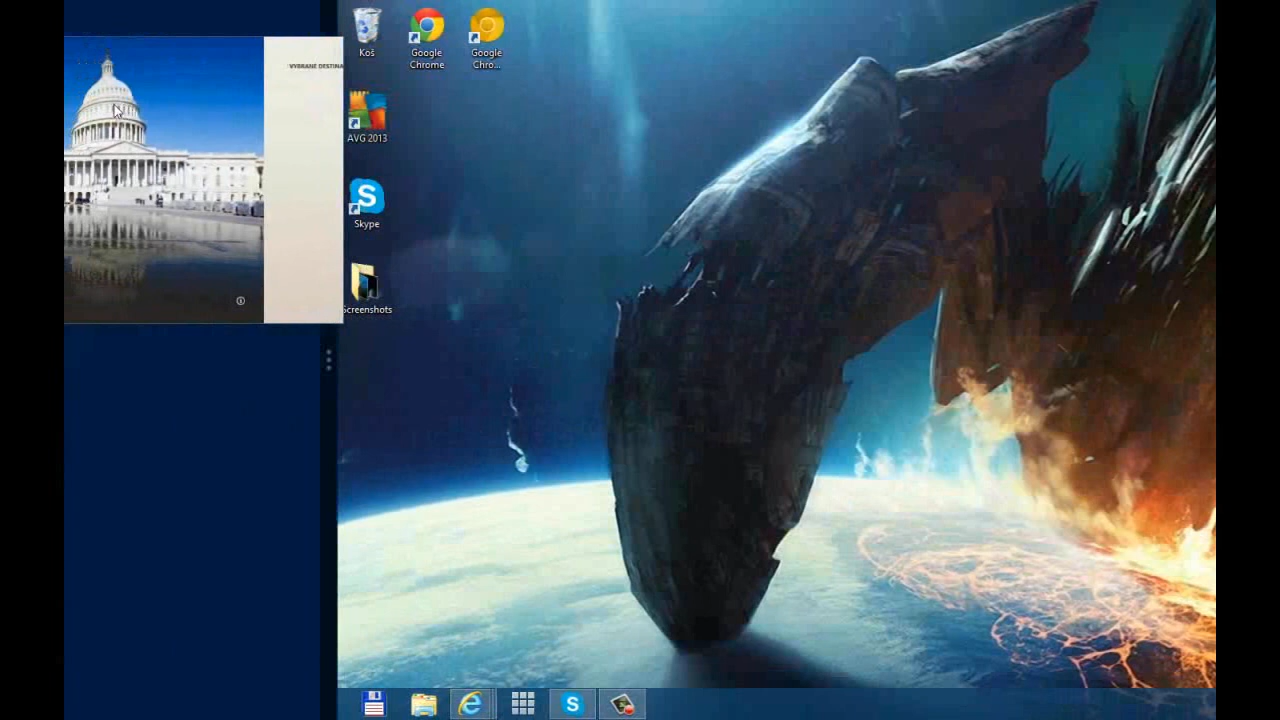 Koš
Google
Chrome
Google
Chro...
VYBRANÉ DESTINA
AVG 2013
Skype
Screenshots